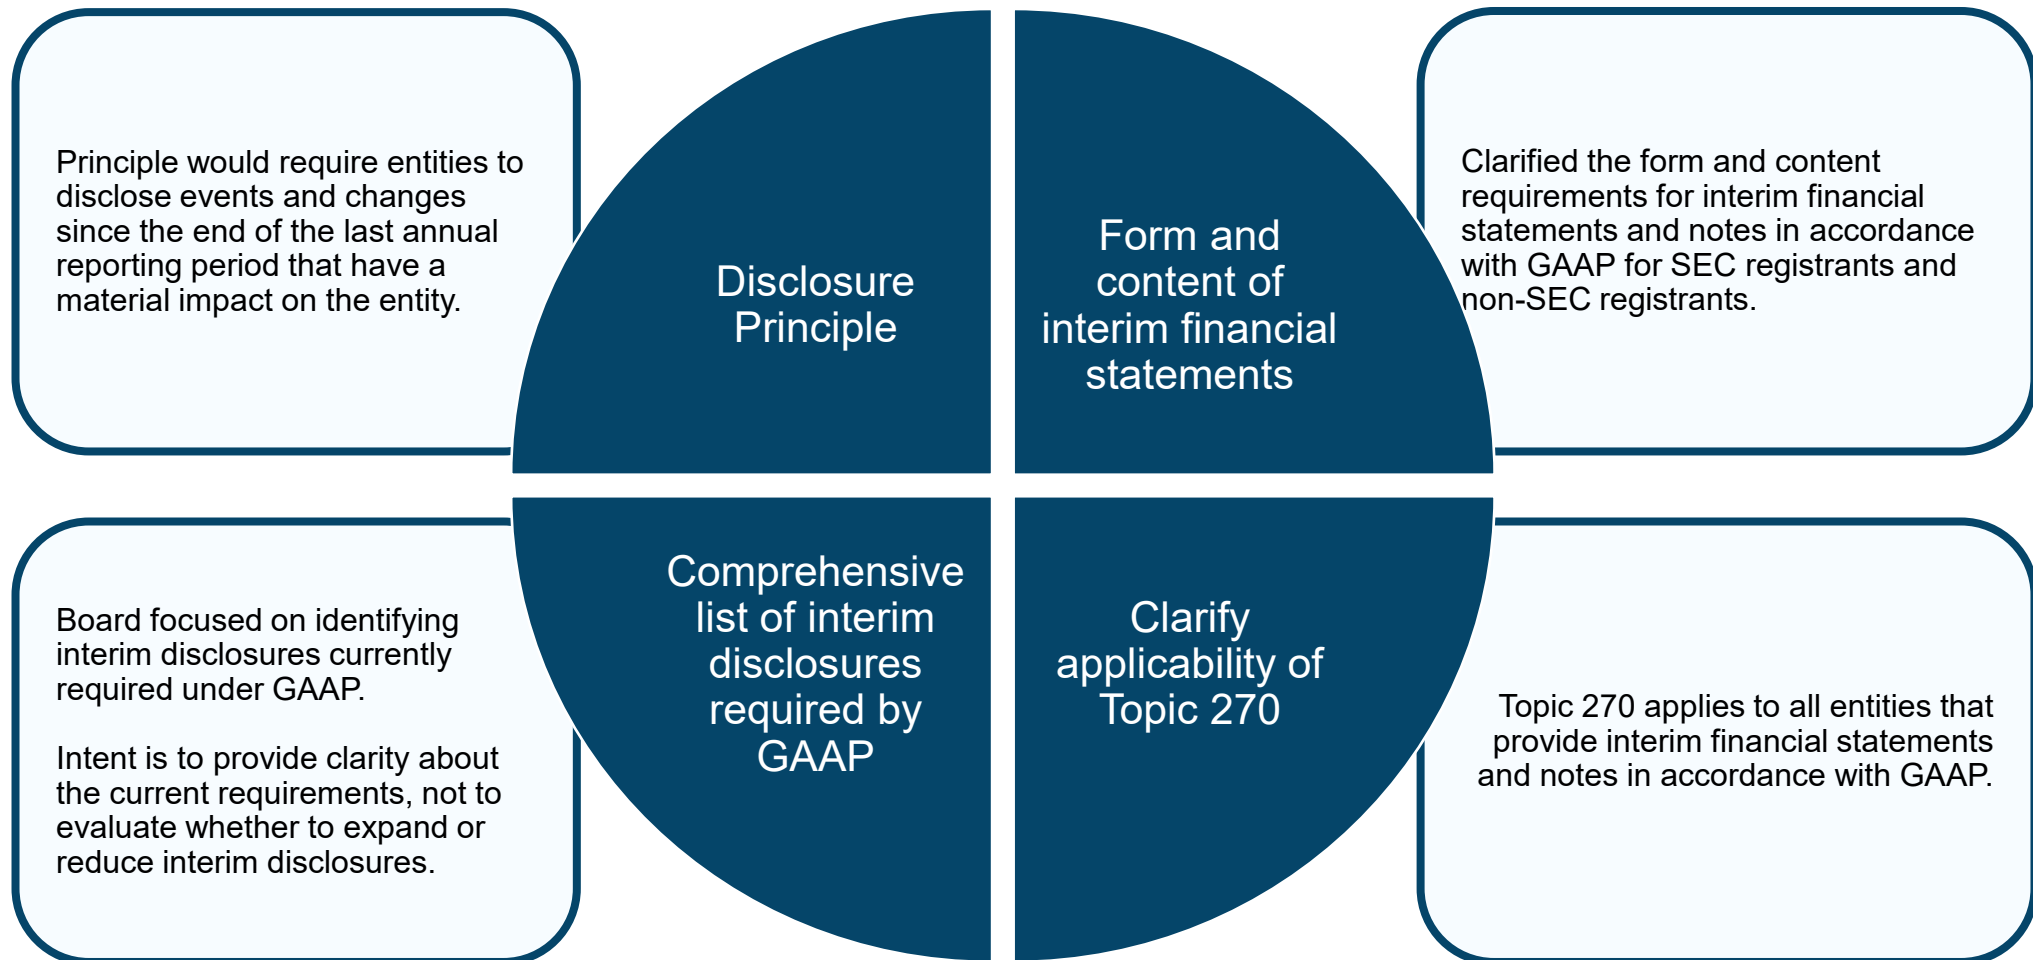 Principle would require entities to
disclose events and changes
since the end of the last annual
reporting period that have a
material impact on the entity.
Disclosure
Principle
Form and
content of
interim financial
statements
Clarified the form and content
requirements for interim financial
statements and notes in accordance
with GAAP for SEC registrants and
non-SEC registrants.
Board focused on identifying
interim disclosures currently
required under GAAP.
Intent is to provide clarity about
the current requirements, not to
evaluate whether to expand or
reduce interim disclosures.
Comprehensive
list of interim
disclosures
required by
GAAP
Clarify
applicability of
Topic 270
Topic 270 applies to all entities that
provide interim financial statements
and notes in accordance with GAAP.